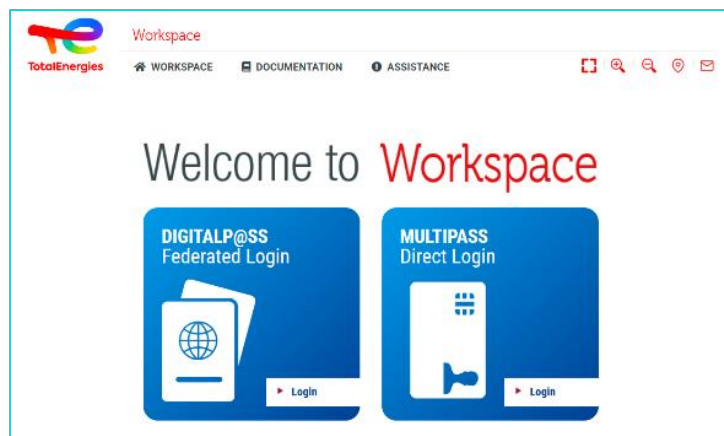 Workspace
TotalEnergies
WORKSPACE DOCUMENTATION ASSISTANCE
Welcome to Workspace
DIGITALP@SS
Federated Login
Login
MULTIPASS
Direct Login
Login